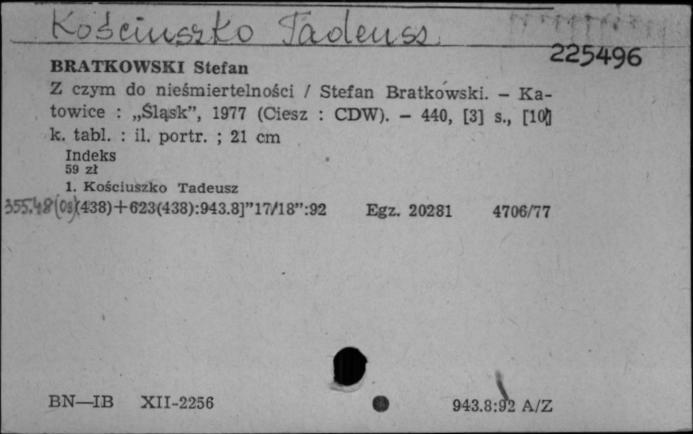 Kościuszko Tadeusz
225496
BRATKOWSKI Stefan
Z czym do nieśmiertelności / Stefan Bratkowski. — Ka-
towice : „Śląsk”, 1977 (Ciesz : CDW). — 440, [3] s., [10]
k. tabl. : il. portr. ; 21 cm
Indeks
59 zł
1. Kościuszko Tadeusz
355.48(09)(438)+623(438):943.8]”17/18”:92 Egz. 20281 4706/77
BN—IB XII-2256 943.8:92 A/Z